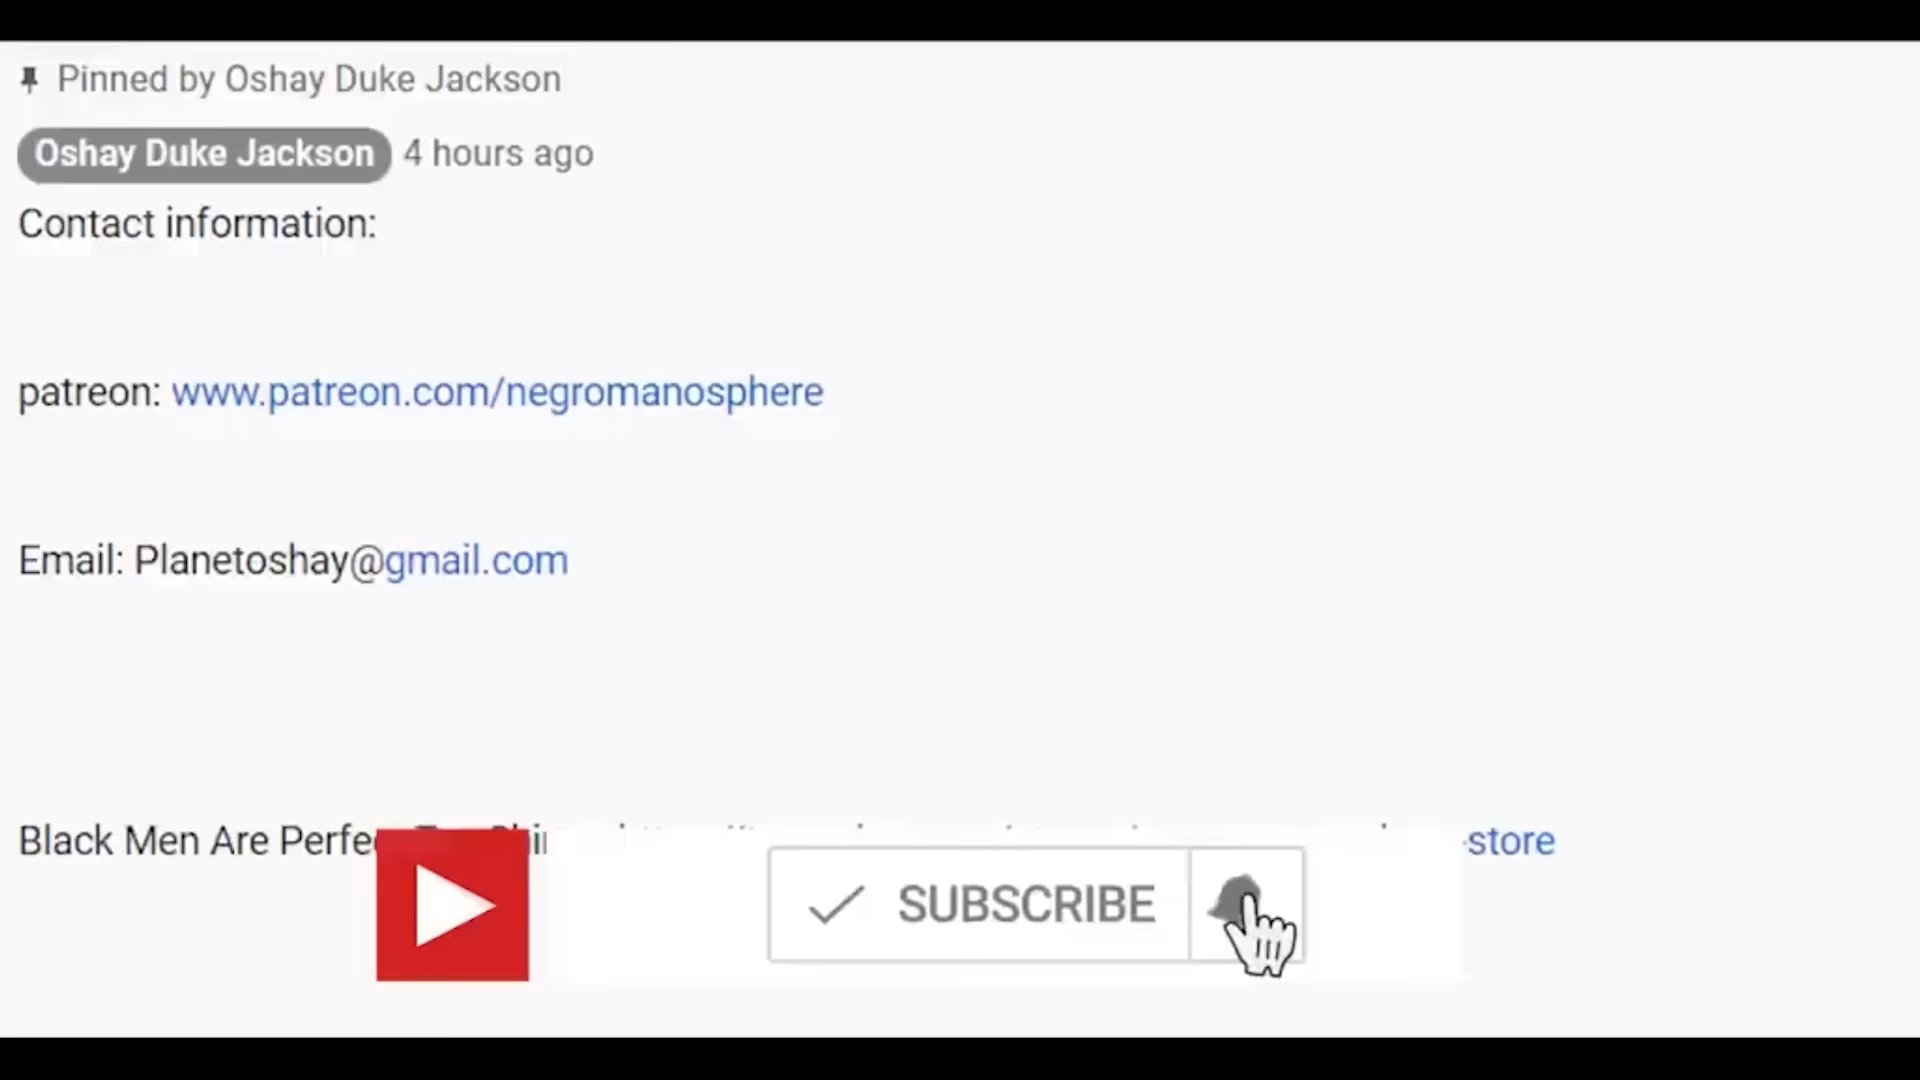 Pinned by Oshay Duke Jackson
Oshay Duke Jackson 4 hours ago
Contact information:
patreon: www.patreon.com/negromanosphere
Email: Planetoshay@gmail.com
Black Men Are Perfe -store
SUBSCRIBE